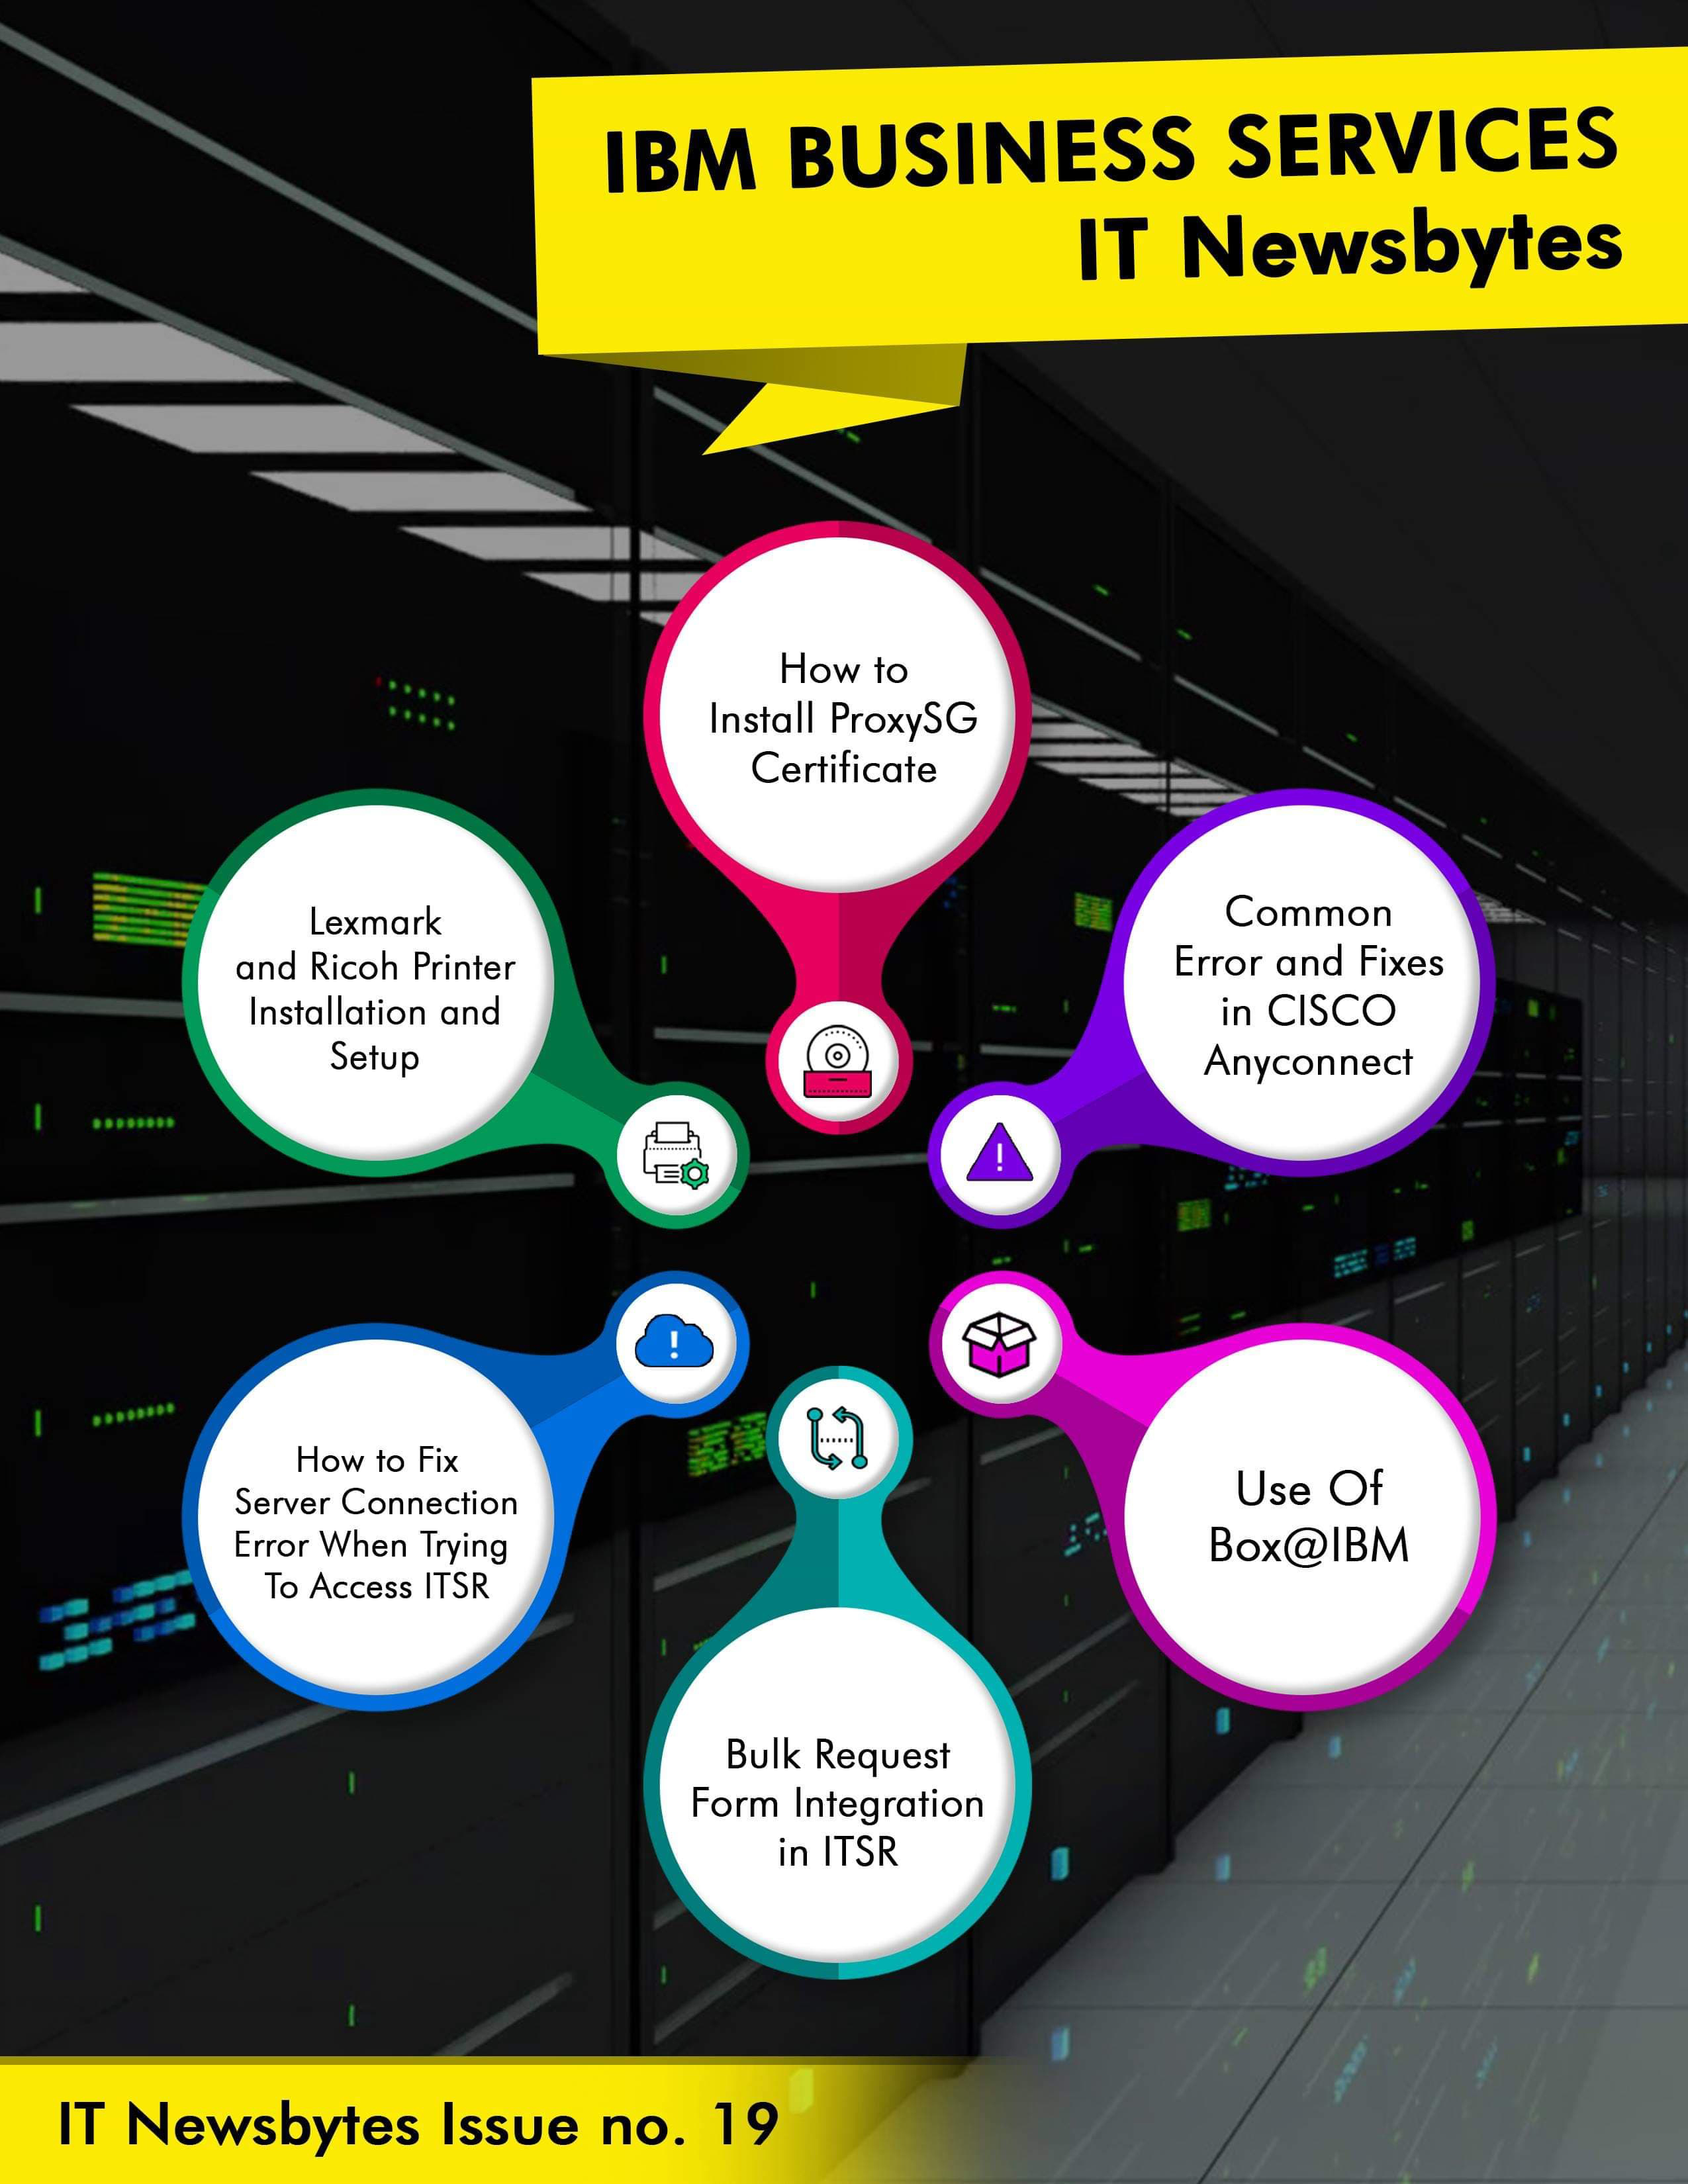 IBM BUSINESS SERVICES
IT Newsbytes
How to
Install ProxySG
Certificate
Lexmark
and Ricoh Printer
Installation and
Setup
Common
Error and Fixes
in CISCO
Anyconnect
How to Fix
Server Connection
Error When Trying
To Access ITSR
Use Of
Box@IBM
Bulk Request
Form Integration
in ITSR
IT Newsbytes Issue no. 19